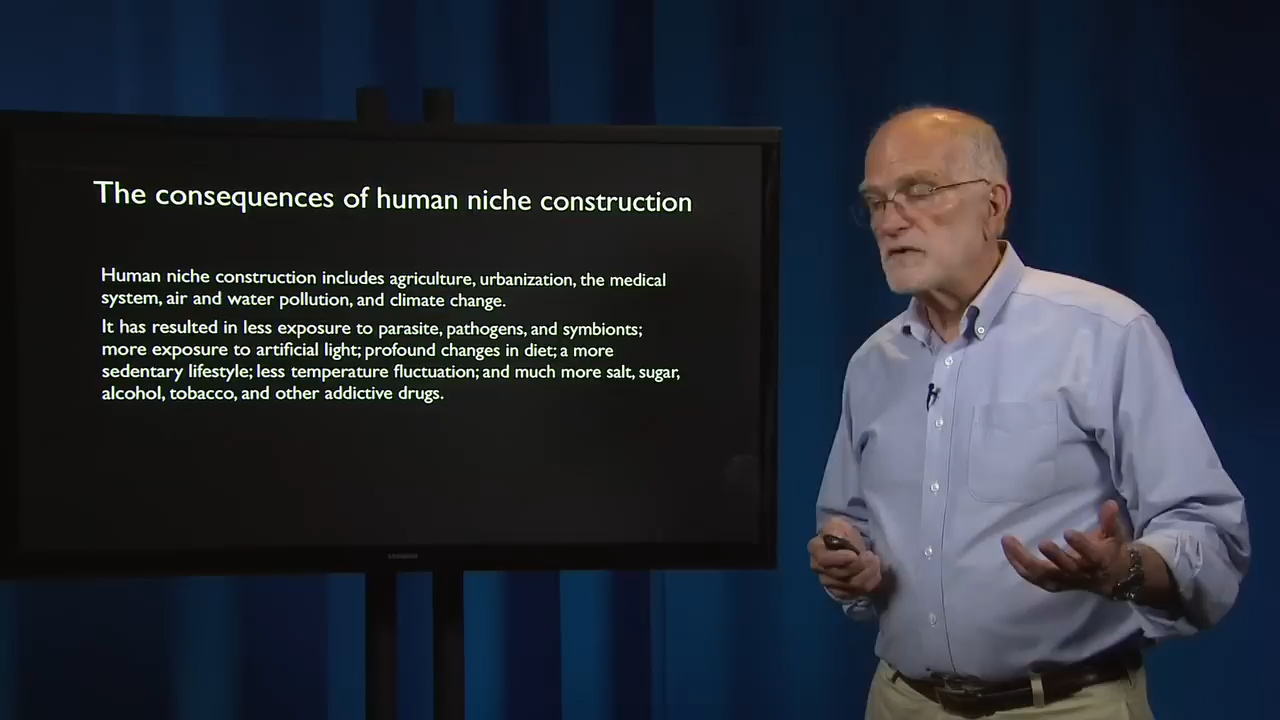 The consequences of human niche construction
Human niche construction includes agriculture, urbanization, the medical
system, air and water pollution, and climate change.
It has resulted in less exposure to parasite, pathogens, and symbionts;
more exposure to artificial light; profound changes in diet; a more
sedentary lifestyle; less temperature fluctuation; and much more salt, sugar,
alcohol, tobacco, and other addictive drugs.